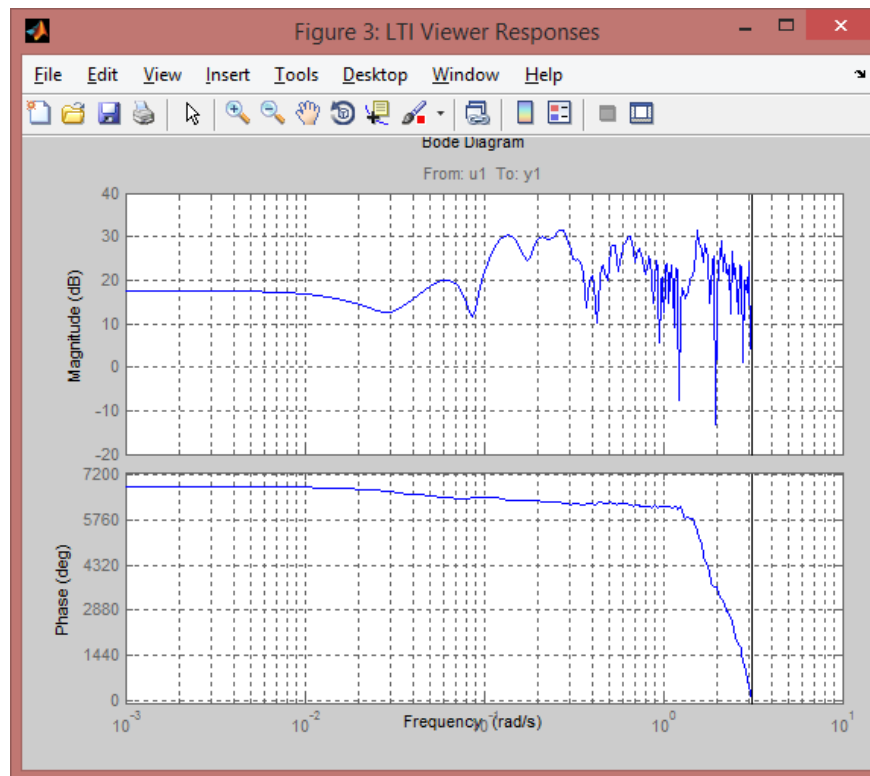 Figure 3: LTI Viewer Responses
File Edit View Insert Tools Desktop Window Help
Bode Diagram
From: u1 To: y1
Magnitude (dB)
40
30
20
10
0
-10
-20
Phase (deg)
7200
5760
4320
2880
1440
0
10^-3 10^-2 10^-1 10^0 10^1
Frequency (rad/s)